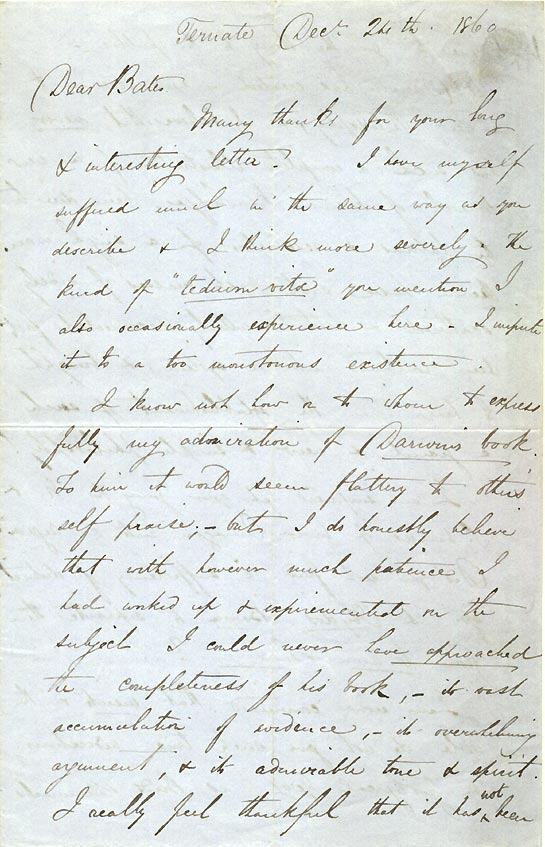 Ternate Decr. 24th. 1860
Dear Bates
Many thanks for your long
& interesting letter. I have myself
suffered much in the same way as you
describe & I think more severely. The
kind of "tedium vitæ" you mention I
also occasionally experience here – I impute
it to a too monotonous existence.
I know not how or to whom to express
fully my admiration of Darwin's book.
To him it would seem flattery to others
self praise; – but I do honestly believe
that with however much patience I
had worked up & experimented on the
subject I could never have approached
the completeness of his book, – its vast
accumulation of evidence, – its overwhelming
argument, & its admirable tone & spirit.
I really feel thankful that it has not been